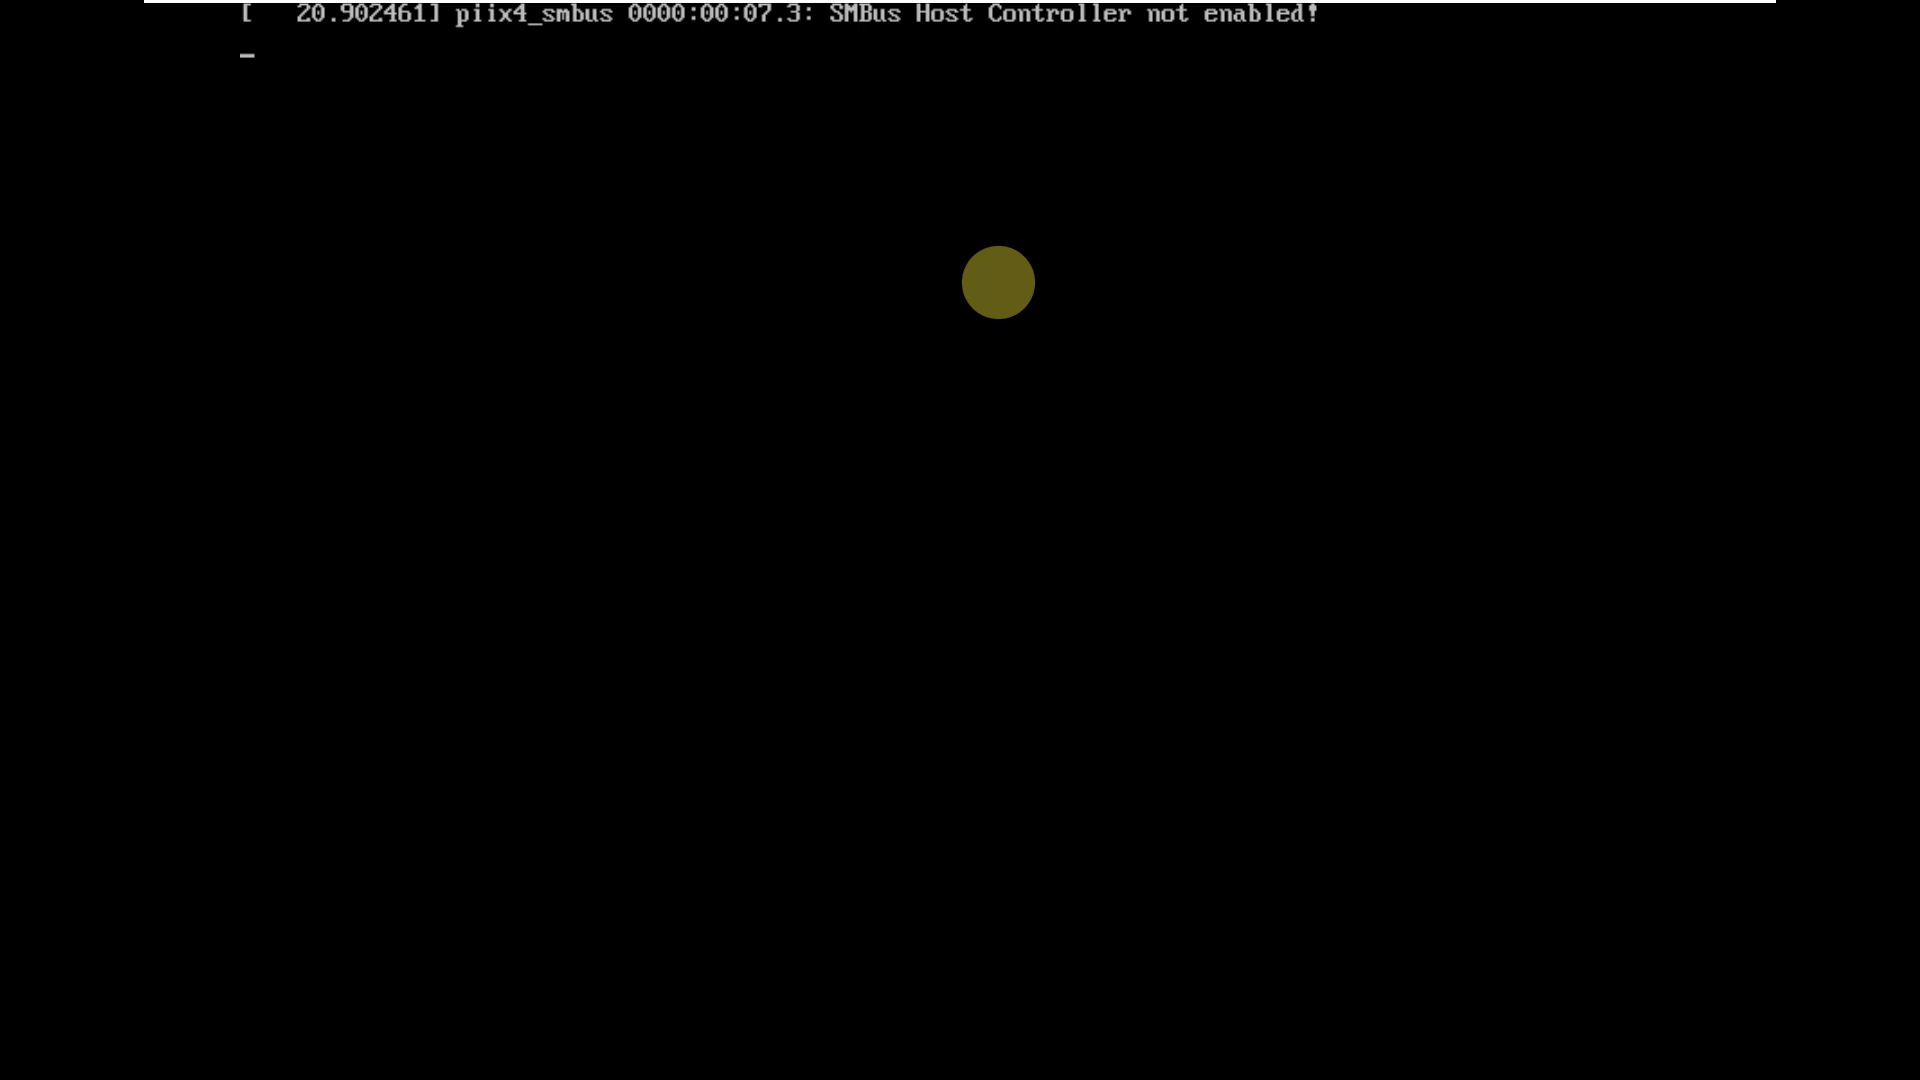 [   20.902461] piix4_smbus 0000:00:07.3: SMBus Host Controller not enabled!
_